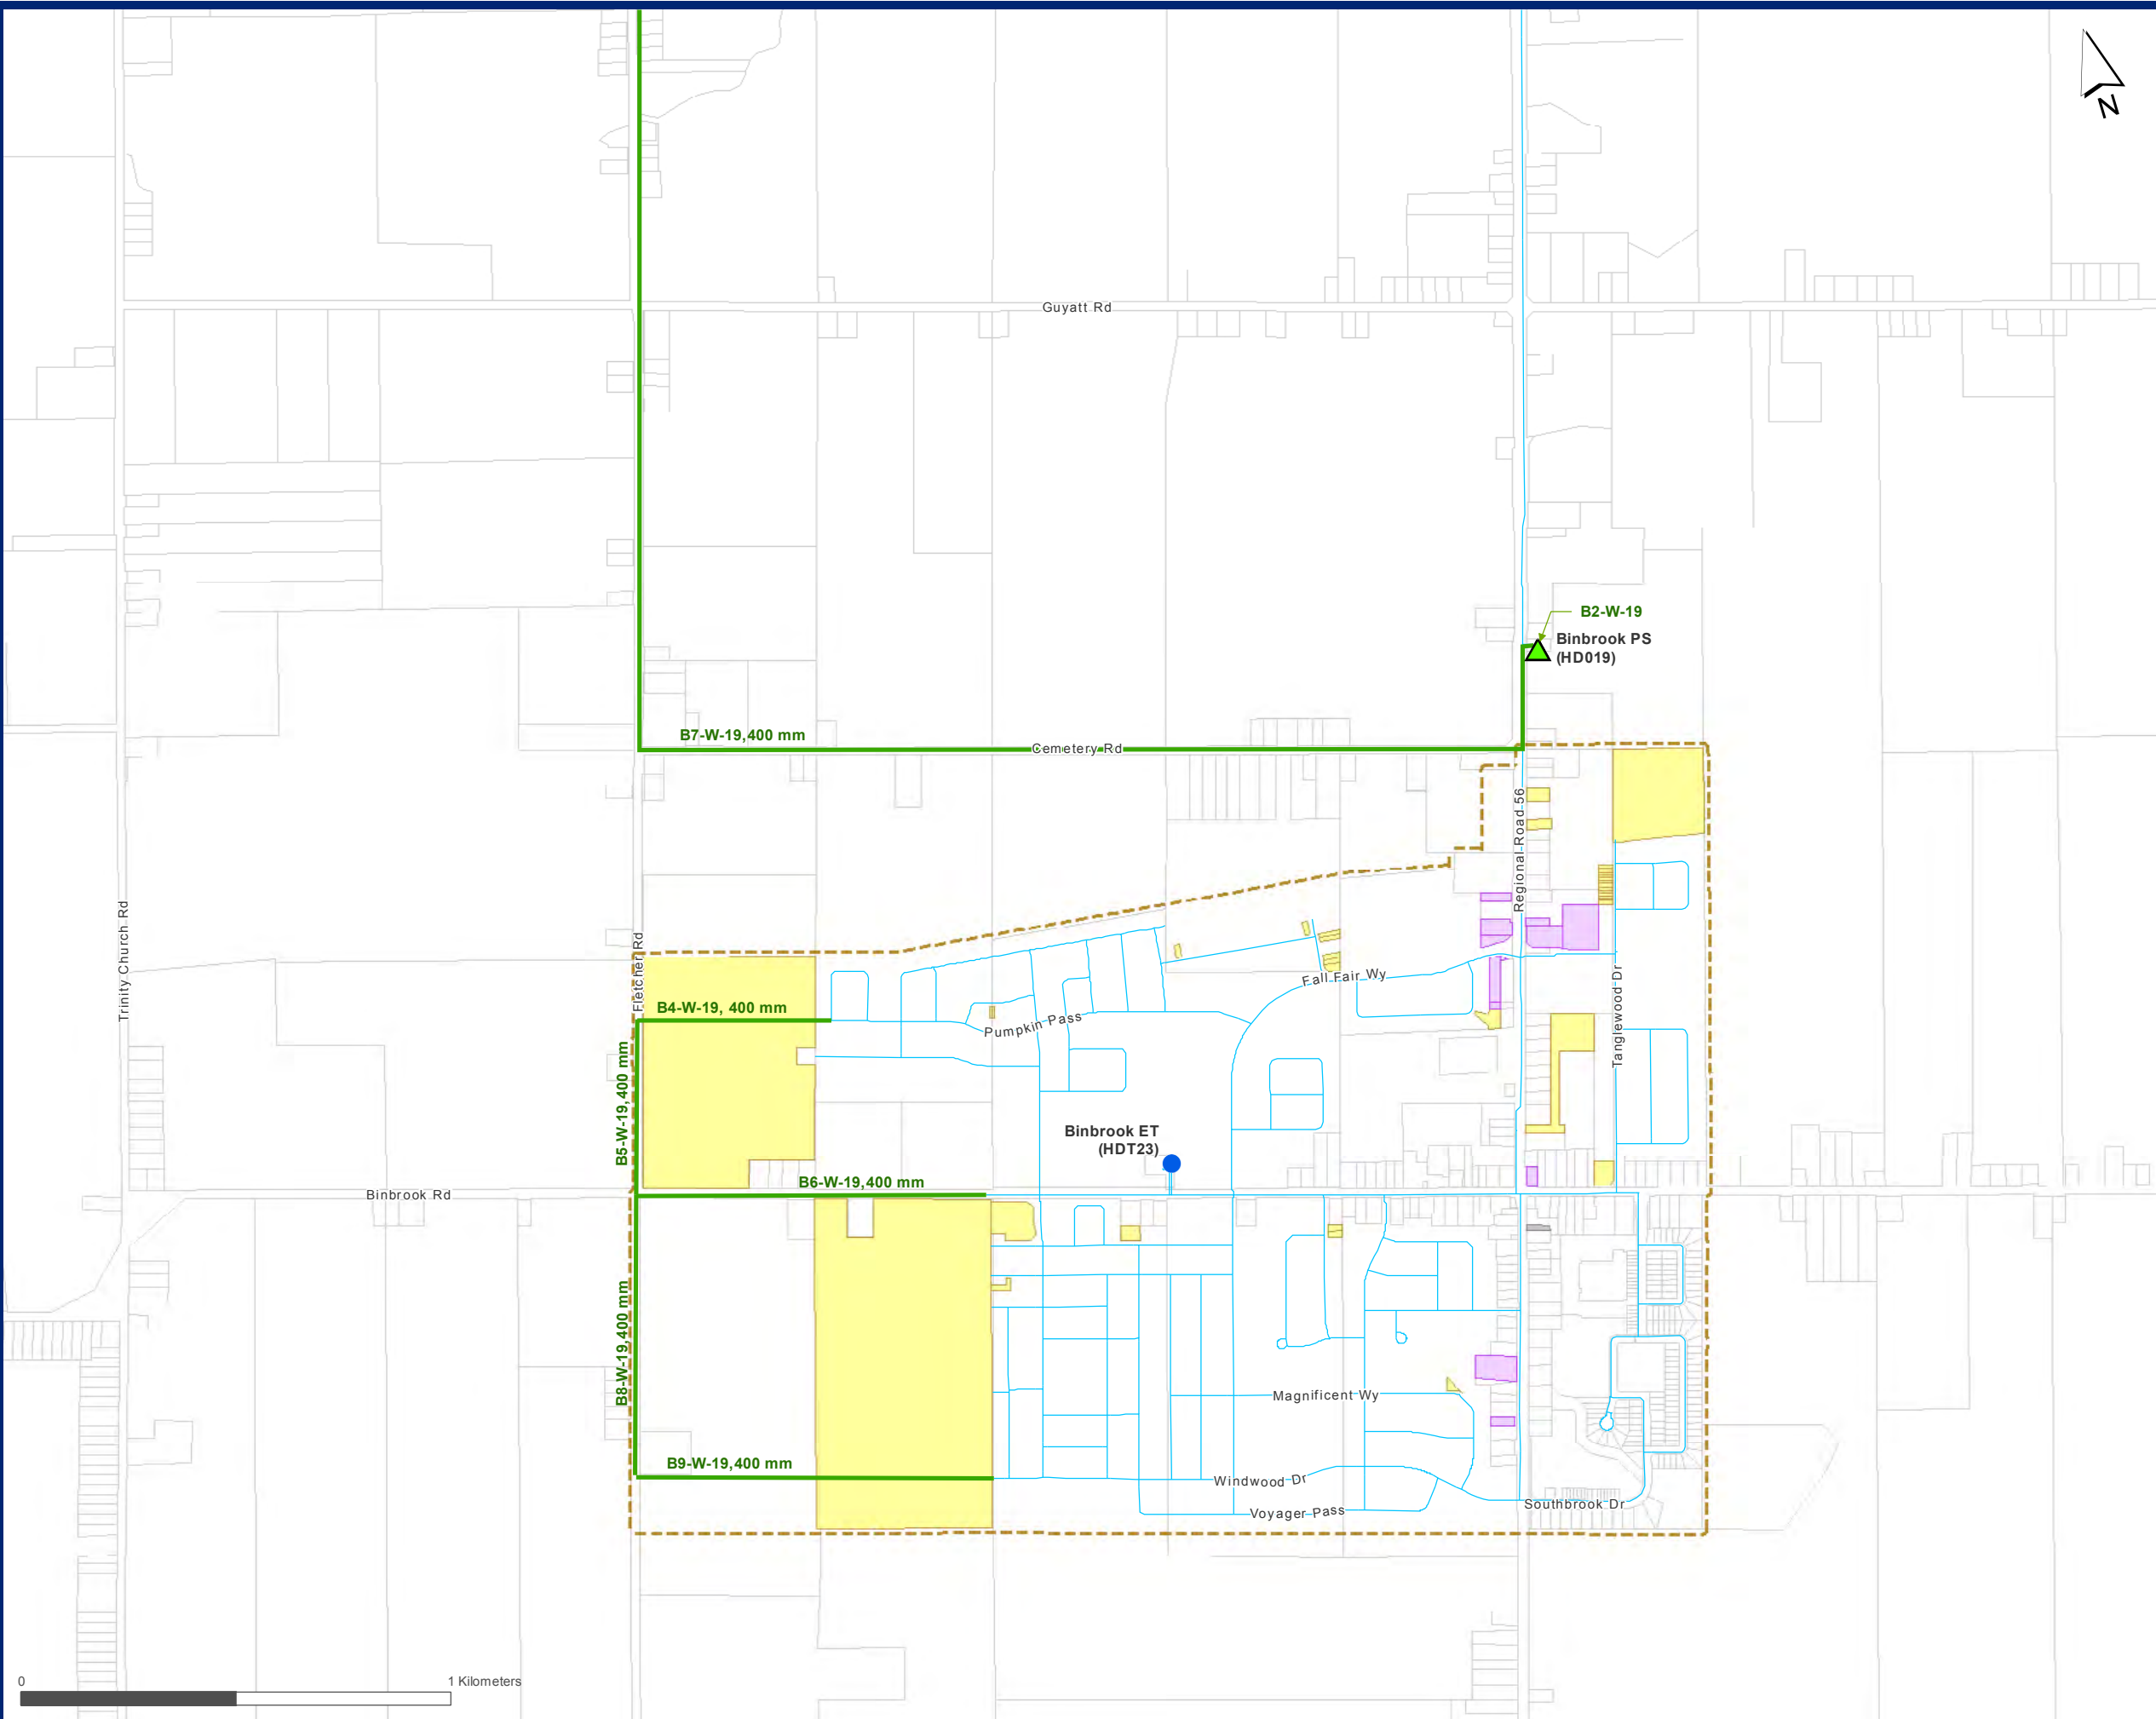 N
Guyatt Rd
B2-W-19
Binbrook PS
(HD019)
B7-W-19,400 mm
Cemetery Rd
Regional Road 56
Trinity Church Rd
Fletcher Rd
Fall Fair Wy
Tanglewood Dr
B4-W-19, 400 mm
Pumpkin Pass
B5-W-19,400 mm
Binbrook ET
(HDT23)
B6-W-19,400 mm
Binbrook Rd
B8-W-19,400 mm
Magnificent Wy
B9-W-19,400 mm
Windwood Dr
Southbrook Dr
Voyager Pass
0
1 Kilometers